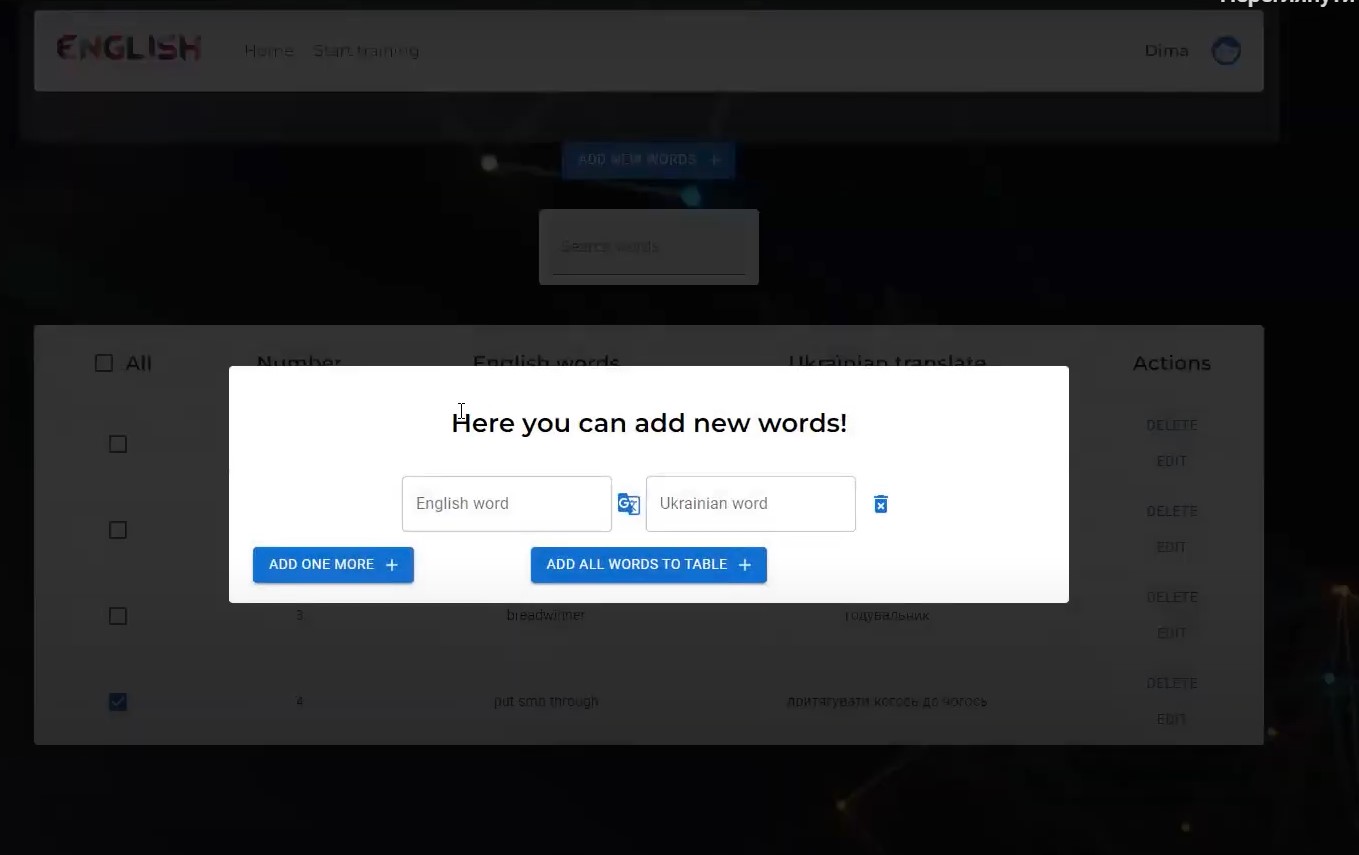 Переглянути
ENGLISH Home Start training Dima
ADD NEW WORDS +
Search words
All Number English words Ukrainian translate Actions
DELETE
EDIT
DELETE
EDIT
Here you can add new words!
English word Ukrainian word
ADD ONE MORE + ADD ALL WORDS TO TABLE +
3 breadwinner годувальник DELETE
EDIT
4 put smb through притягувати когось до чогось DELETE
EDIT